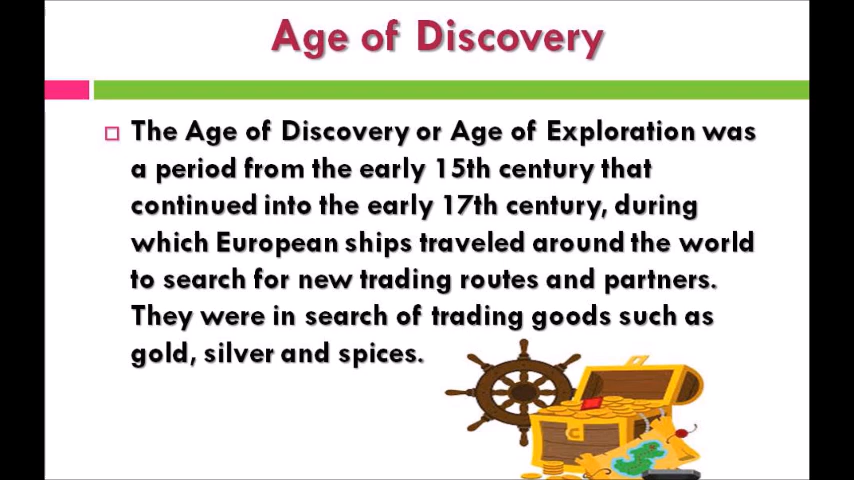 Age of Discovery
The Age of Discovery or Age of Exploration was
a period from the early 15th century that
continued into the early 17th century, during
which European ships traveled around the world
to search for new trading routes and partners.
They were in search of trading goods such as
gold, silver and spices.